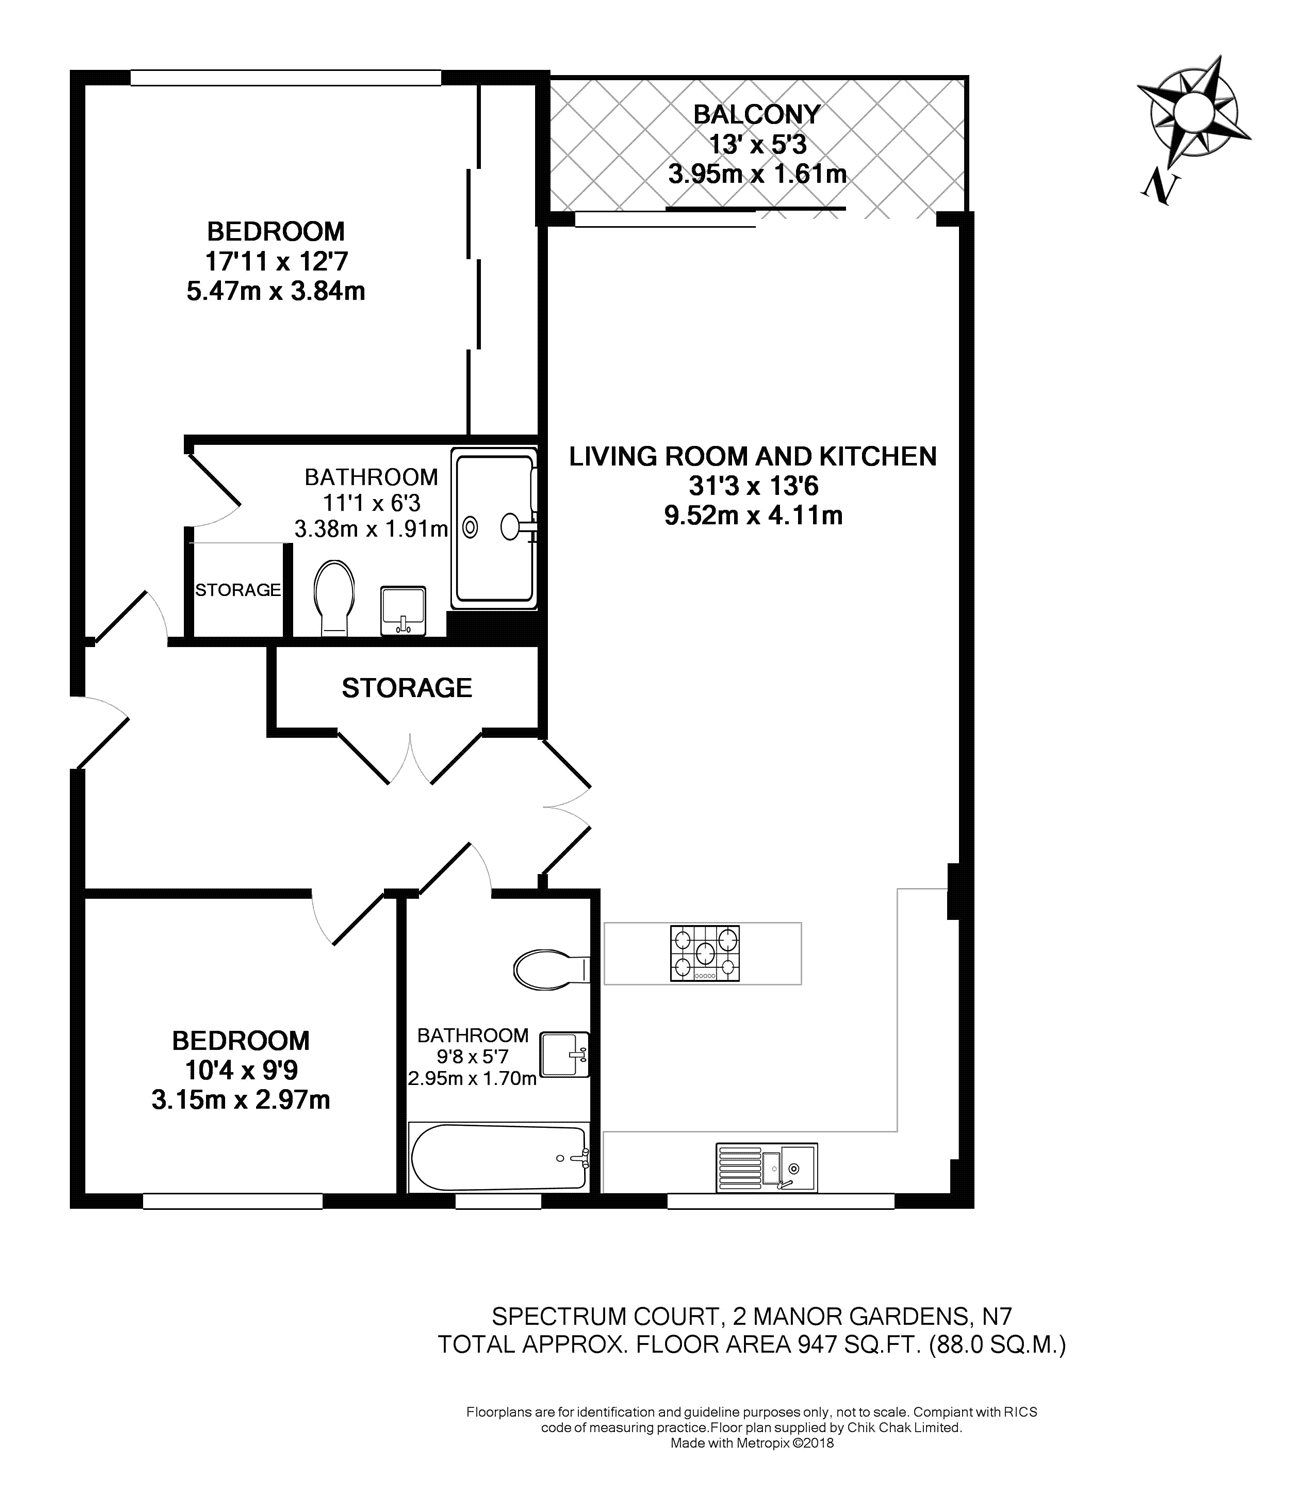 BALCONY
13' x 5'3
3.95m x 1.61m
N
BEDROOM
17'11 x 12'7
5.47m x 3.84m
LIVING ROOM AND KITCHEN
31'3 x 13'6
9.52m x 4.11m
BATHROOM
11'1 x 6'3
3.38m x 1.91m
STORAGE
STORAGE
BEDROOM
10'4 x 9'9
3.15m x 2.97m
BATHROOM
9'8 x 5'7
2.95m x 1.70m
SPECTRUM COURT, 2 MANOR GARDENS, N7
TOTAL APPROX. FLOOR AREA 947 SQ.FT. (88.0 SQ.M.)
Floorplans are for identification and guideline purposes only, not to scale. Compiant with RICS
code of measuring practice.Floor plan supplied by Chik Chak Limited.
Made with Metropix ©2018